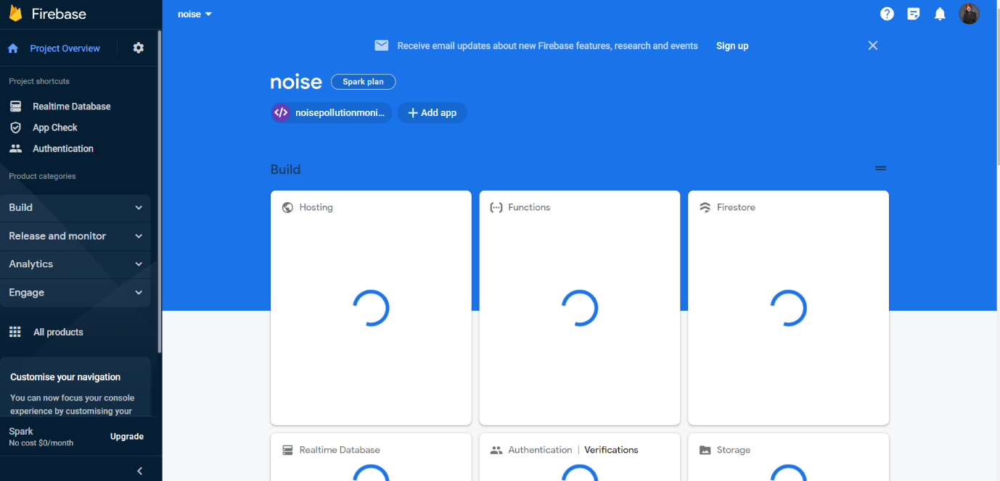 Firebase
noise
Project Overview
Receive email updates about new Firebase features, research and events Sign up
Project shortcuts
Realtime Database
App Check
Authentication
Product categories
Build
Release and monitor
Analytics
Engage
All products
Customise your navigation
You can now focus your console
experience by customising your
Spark
No cost $0/month
Upgrade
noise Spark plan
noisepollutionmoni... Add app
Build
Hosting
Functions
Firestore
Realtime Database
Authentication | Verifications
Storage